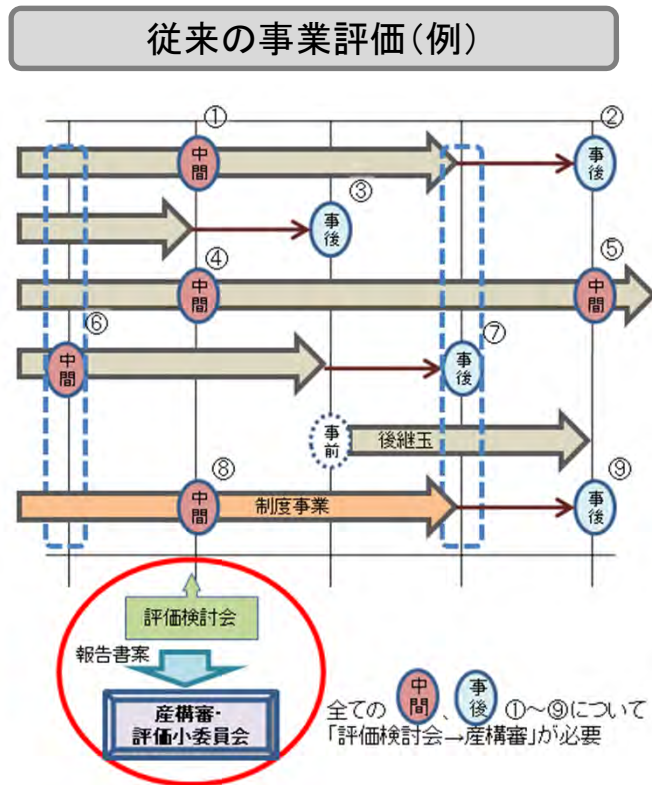 従来の事業評価(例)
① ②
中間 事後
③
事後
④ ⑤
中間 中間
⑥ ⑦
中間 事後
事前 後継玉
⑧ ⑨
中間 制度事業 事後
評価検討会
報告書案
産構審・
評価小委員会
全ての 中間 、 事後 ①~⑨について
「評価検討会→産構審」が必要